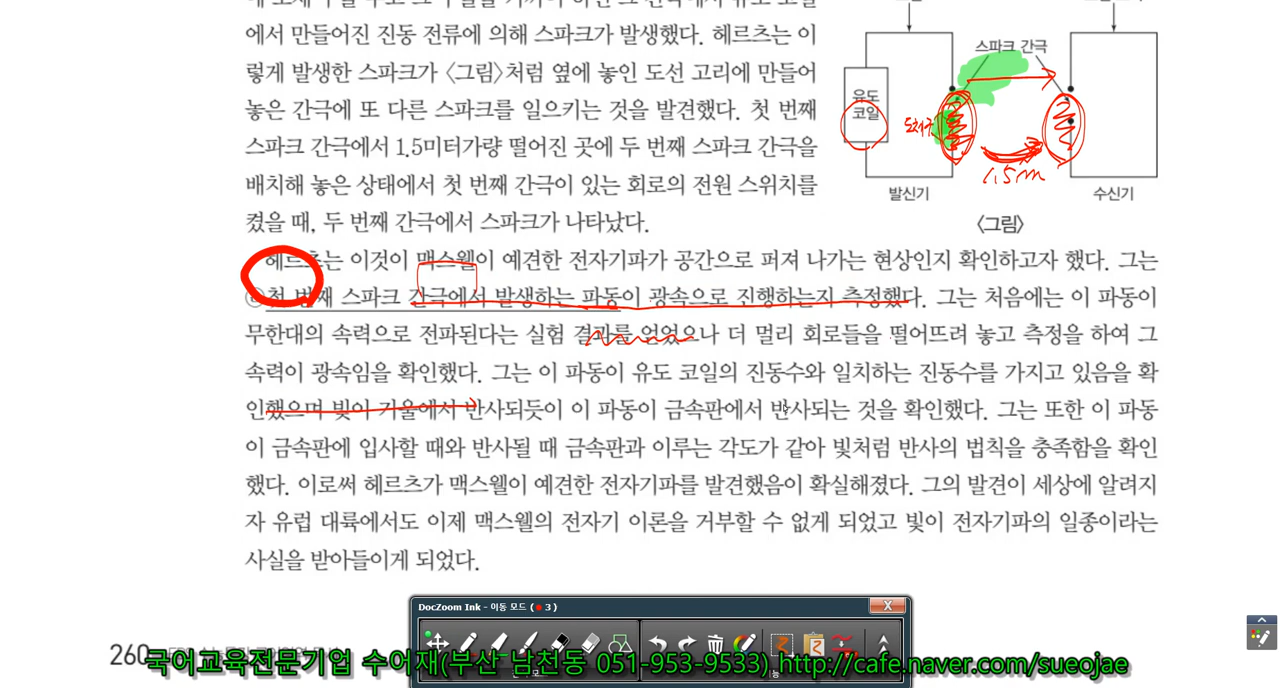 에서 만들어진 진동 전류에 의해 스파크가 발생했다. 헤르츠는 이
렇게 발생한 스파크가 〈그림〉처럼 옆에 놓인 도선 고리에 만들어
놓은 간극에 또 다른 스파크를 일으키는 것을 발견했다. 첫 번째
스파크 간극에서 1.5미터가량 떨어진 곳에 두 번째 스파크 간극을
배치해 놓은 상태에서 첫 번째 간극이 있는 회로의 전원 스위치를
켰을 때, 두 번째 간극에서 스파크가 나타났다.
스파크 간극
유도
코일
1.5m
발신기
수신기
〈그림〉
헤르츠는 이것이 맥스웰이 예견한 전자기파가 공간으로 퍼져 나가는 현상인지 확인하고자 했다. 그는
첫 번째 스파크 간극에서 발생하는 파동이 광속으로 진행하는지 측정했다. 그는 처음에는 이 파동이
무한대의 속력으로 전파된다는 실험 결과를 얻었으나 더 멀리 회로들을 떨어뜨려 놓고 측정을 하여 그
속력이 광속임을 확인했다. 그는 이 파동이 유도 코일의 진동수와 일치하는 진동수를 가지고 있음을 확
인했으며 빛이 거울에서 반사되듯이 이 파동이 금속판에서 반사되는 것을 확인했다. 그는 또한 이 파동
이 금속판에 입사할 때와 반사될 때 금속판과 이루는 각도가 같아 빛처럼 반사의 법칙을 충족함을 확인
했다. 이로써 헤르츠가 맥스웰이 예견한 전자기파를 발견했음이 확실해졌다. 그의 발견이 세상에 알려지
자 유럽 대륙에서도 이제 맥스웰의 전자기 이론을 거부할 수 없게 되었고 빛이 전자기파의 일종이라는
사실을 받아들이게 되었다.
DocZoom Ink - 이동 모드 ( 3 )
260
국어교육전문기업 수어재(부산 남천동 051-953-9533) http://cafe.naver.com/sueojae